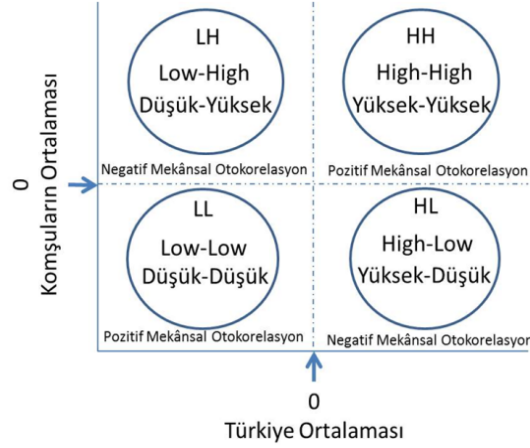 LH
Low-High
Düşük-Yüksek
Negatif Mekânsal Otokorelasyon
HH
High-High
Yüksek-Yüksek
Pozitif Mekânsal Otokorelasyon
LL
Low-Low
Düşük-Düşük
Pozitif Mekânsal Otokorelasyon
HL
High-Low
Yüksek-Düşük
Negatif Mekânsal Otokorelasyon
Komşuların Ortalaması
0
0
Türkiye Ortalaması